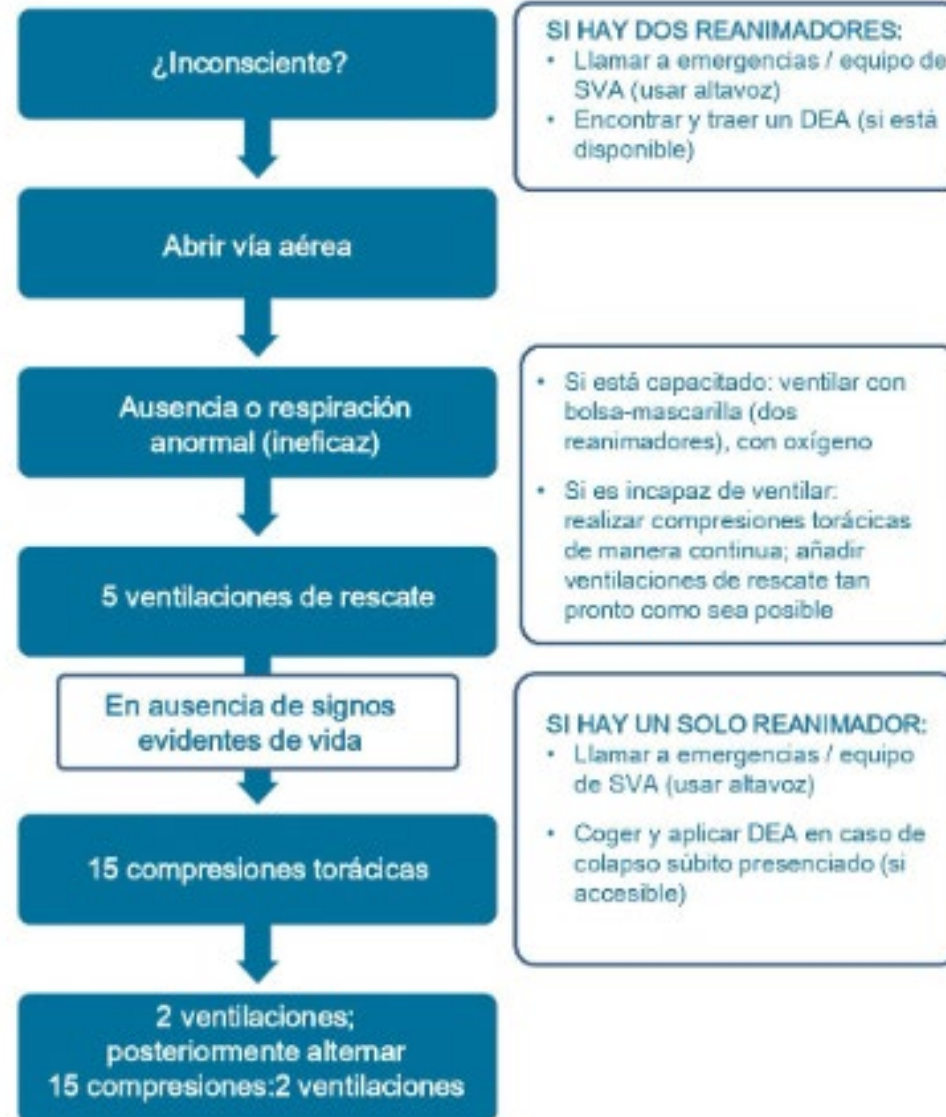 ¿Inconsciente?
SI HAY DOS REANIMADORES:
• Llamar a emergencias / equipo de
SVA (usar altavoz)
• Encontrar y traer un DEA (si está
disponible)
Abrir vía aérea
Ausencia o respiración
anormal (ineficaz)
• Si está capacitado: ventilar con
bolsa-mascarilla (dos
reanimadores), con oxígeno
• Si es incapaz de ventilar:
realizar compresiones torácicas
de manera continua; añadir
ventilaciones de rescate tan
pronto como sea posible
5 ventilaciones de rescate
En ausencia de signos
evidentes de vida
SI HAY UN SOLO REANIMADOR:
• Llamar a emergencias / equipo
de SVA (usar altavoz)
• Coger y aplicar DEA en caso de
colapso súbito presenciado (si
accesible)
15 compresiones torácicas
2 ventilaciones;
posteriormente alternar
15 compresiones:2 ventilaciones